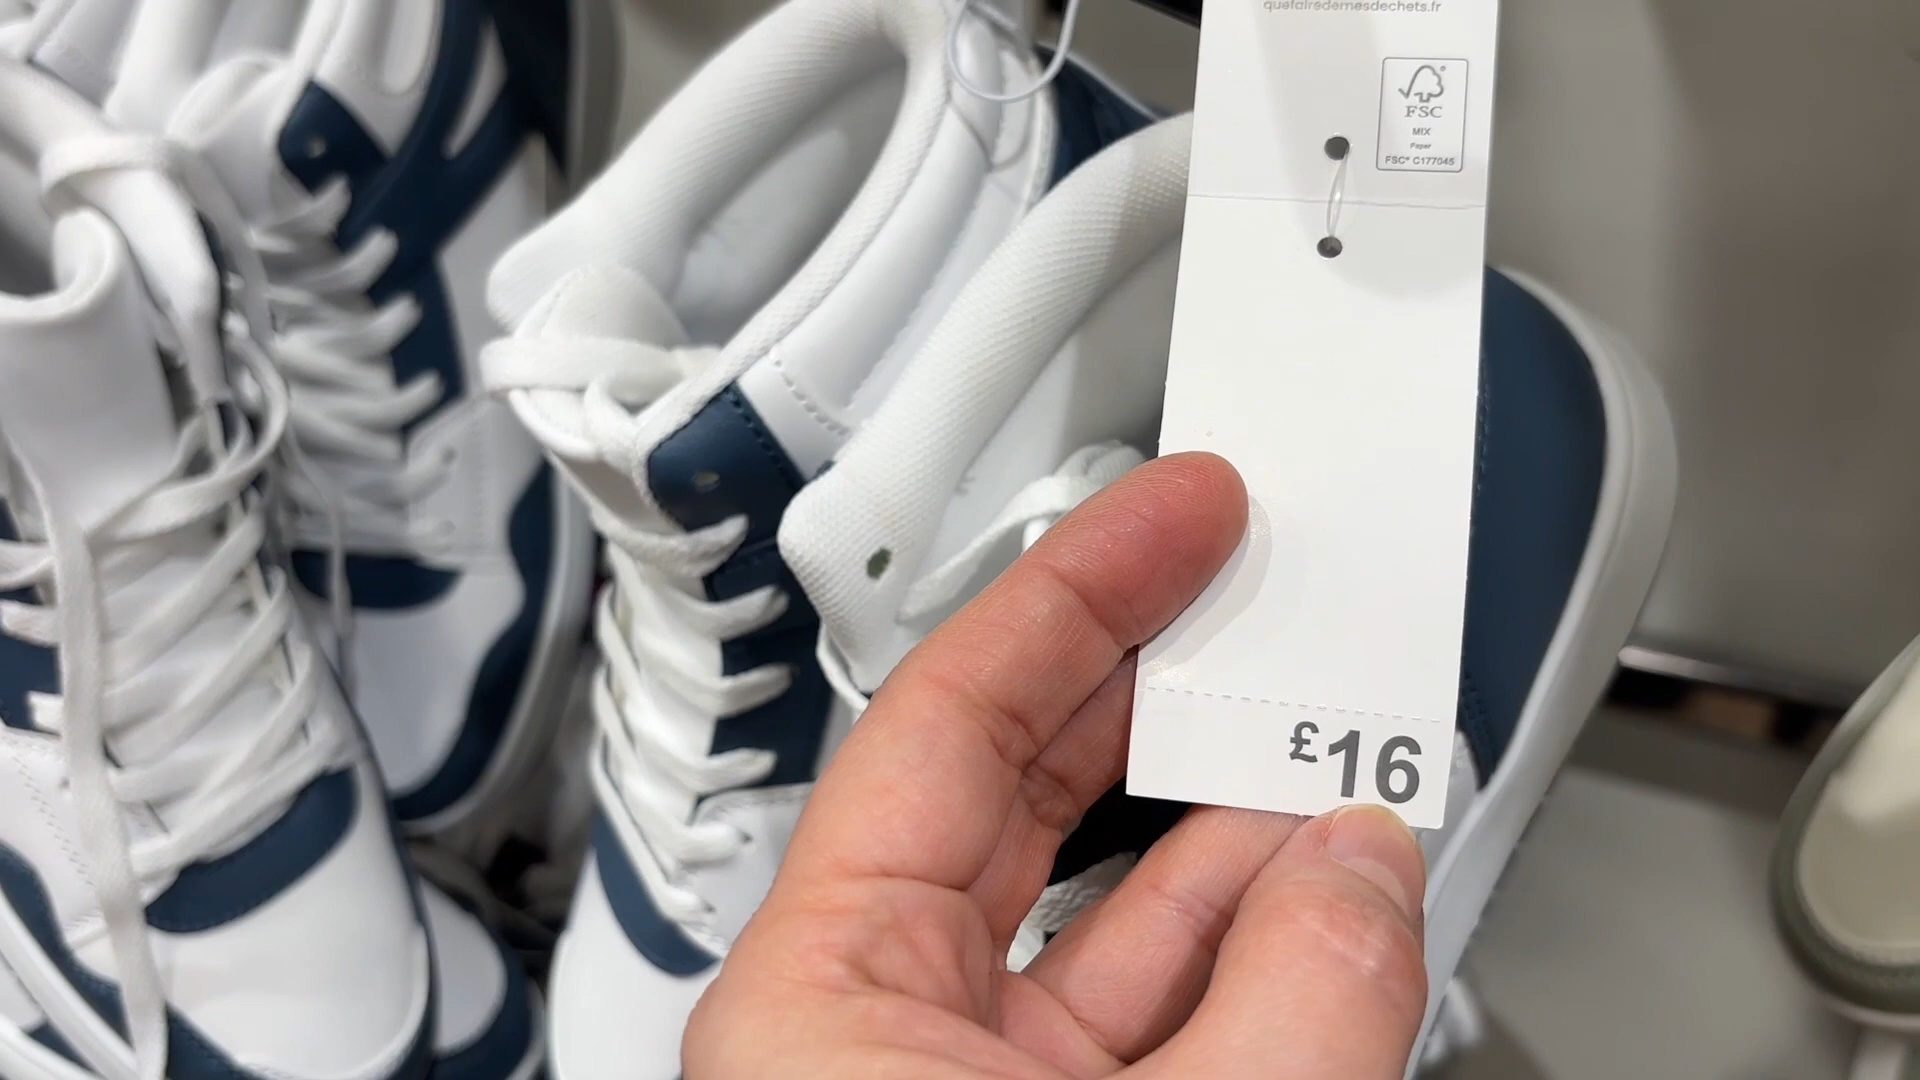 quefairedemesdechets.fr
FSC®
MIX
Paper
FSC® C177045
£16